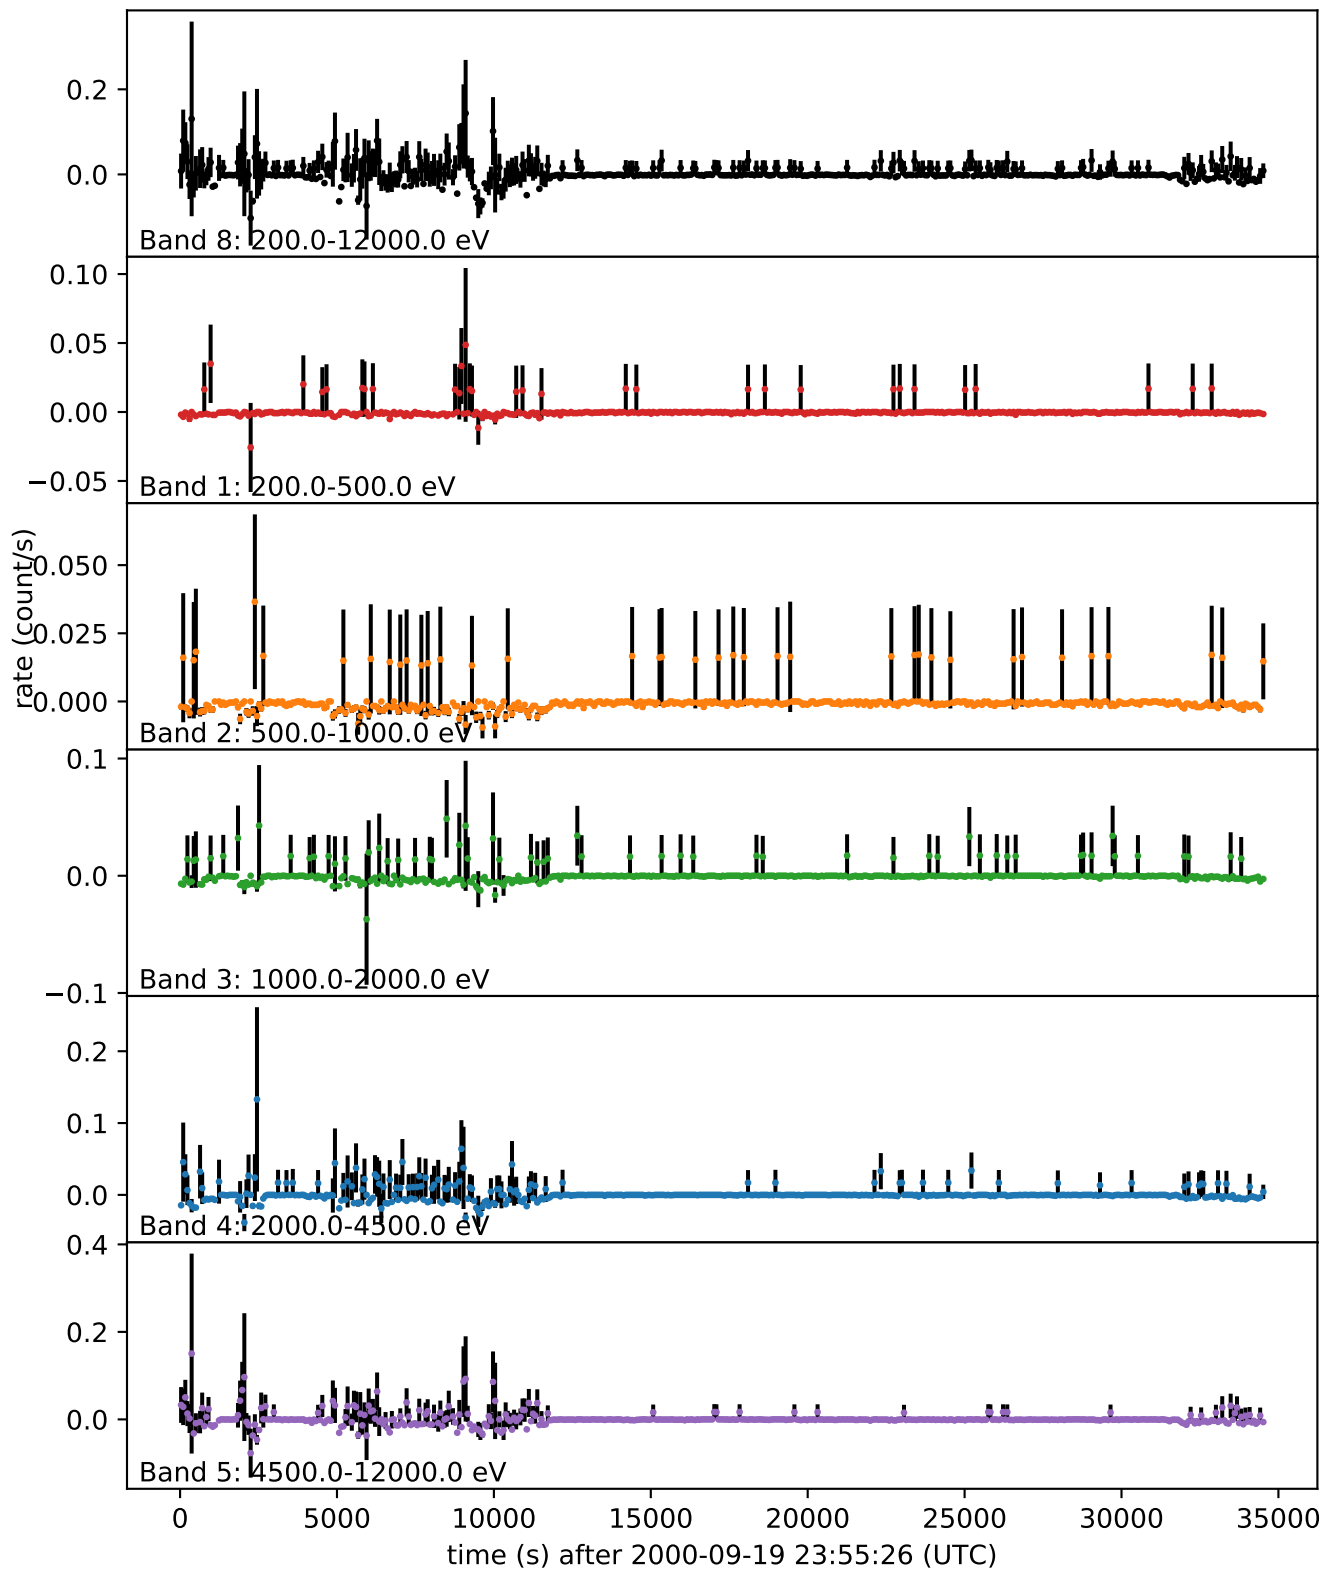 0.2
0.0
Band 8: 200.0-12000.0 eV
0.10
0.05
0.00
−0.05
Band 1: 200.0-500.0 eV
rate (count/s)
0.050
0.025
0.000
Band 2: 500.0-1000.0 eV
0.1
0.0
−0.1
Band 3: 1000.0-2000.0 eV
0.2
0.1
0.0
Band 4: 2000.0-4500.0 eV
0.4
0.2
0.0
Band 5: 4500.0-12000.0 eV
0 5000 10000 15000 20000 25000 30000 35000
time (s) after 2000-09-19 23:55:26 (UTC)